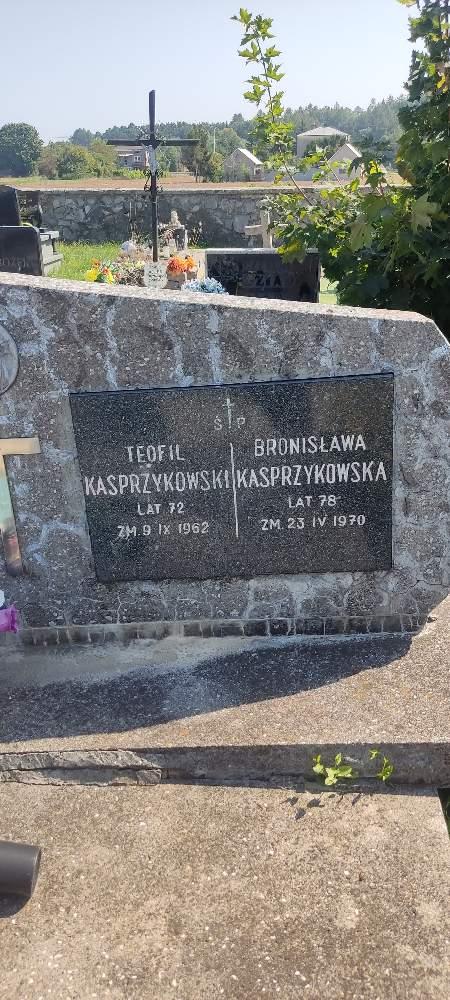 Ś P
TEOFIL
KASPRZYKOWSKI
LAT 72
ZM. 9 IX 1962
BRONISŁAWA
KASPRZYKOWSKA
LAT 78
ZM. 23 IV 1970